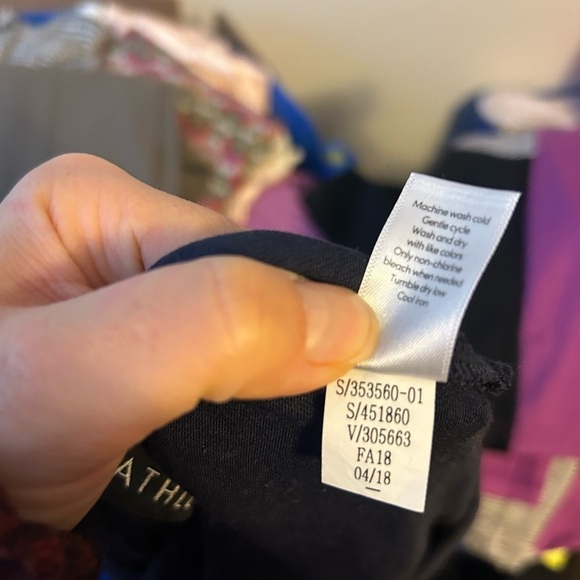 Machine wash cold
Gentle cycle
Wash and dry
with like colors
Only non-chlorine
bleach when needed
Tumble dry low
Cool iron
S/353560-01
S/451860
V/305663
FA18
04/18
ATHL